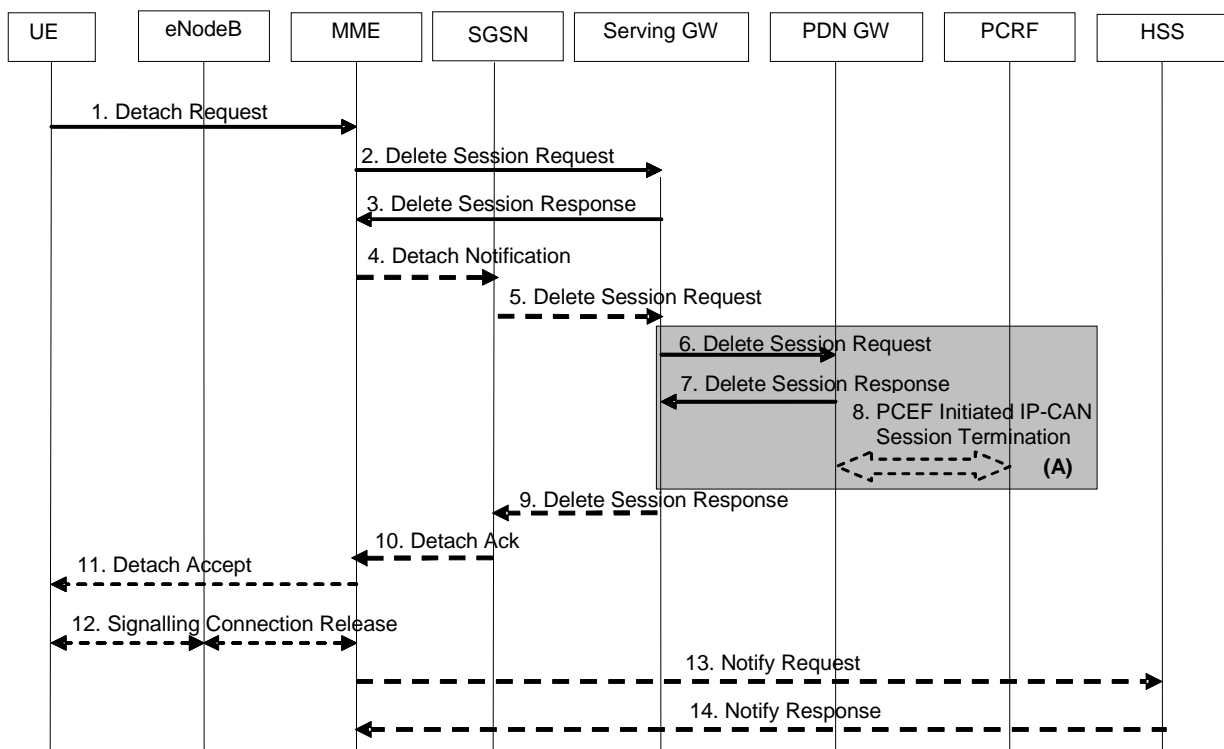 UE
eNodeB
MME
SGSN
Serving GW
PDN GW
PCRF
HSS
1. Detach Request
2. Delete Session Request
3. Delete Session Response
4. Detach Notification
5. Delete Session Request
6. Delete Session Request
7. Delete Session Response
8. PCEF Initiated IP-CAN
Session Termination
(A)
9. Delete Session Response
10. Detach Ack
11. Detach Accept
12. Signalling Connection Release
13. Notify Request
14. Notify Response